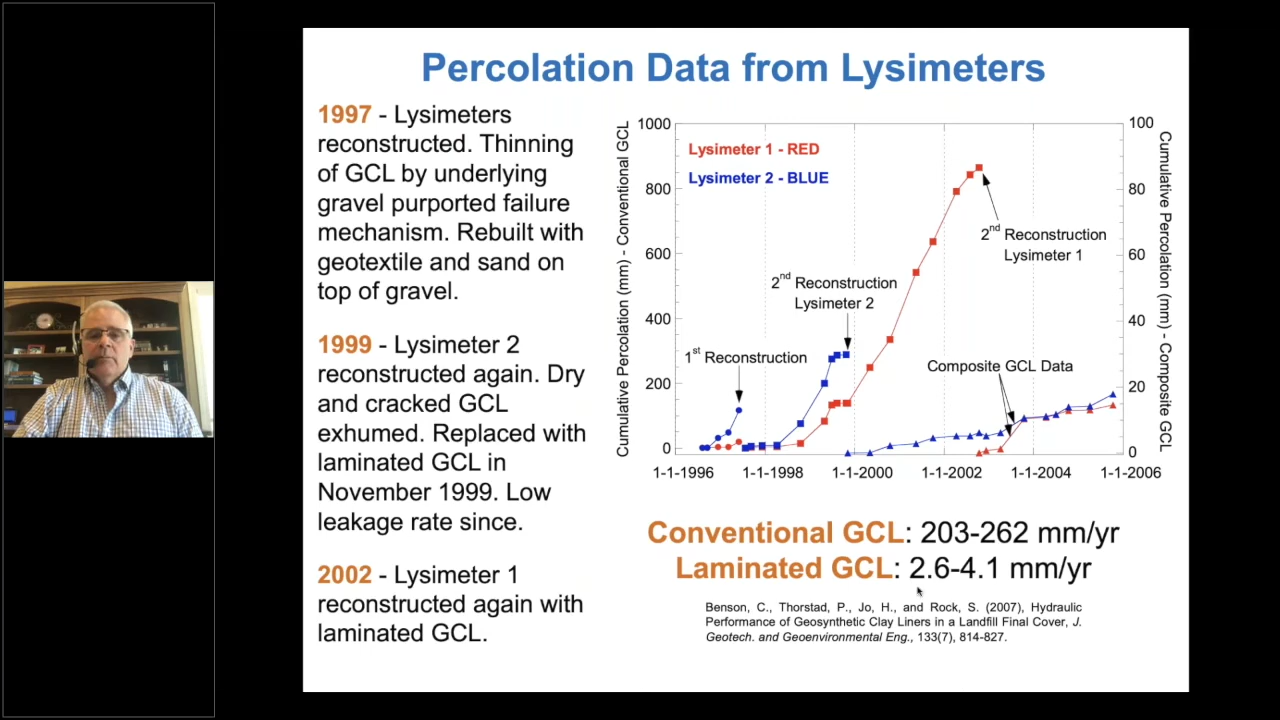 Percolation Data from Lysimeters
1997 - Lysimeters
reconstructed. Thinning
of GCL by underlying
gravel purported failure
mechanism. Rebuilt with
geotextile and sand on
top of gravel.
1999 - Lysimeter 2
reconstructed again. Dry
and cracked GCL
exhumed. Replaced with
laminated GCL in
November 1999. Low
leakage rate since.
2002 - Lysimeter 1
reconstructed again with
laminated GCL.
Cumulative Percolation (mm) - Conventional GCL
1000
800
600
400
200
0
Lysimeter 1 - RED
Lysimeter 2 - BLUE
1st Reconstruction
2nd Reconstruction
Lysimeter 2
2nd Reconstruction
Lysimeter 1
Composite GCL Data
100
80
60
40
20
0
Cumulative Percolation (mm) - Composite GCL
1-1-1996 1-1-1998 1-1-2000 1-1-2002 1-1-2004 1-1-2006
Conventional GCL: 203-262 mm/yr
Laminated GCL: 2.6-4.1 mm/yr
Benson, C., Thorstad, P., Jo, H., and Rock, S. (2007), Hydraulic
Performance of Geosynthetic Clay Liners in a Landfill Final Cover, J.
Geotech. and Geoenvironmental Eng., 133(7), 814-827.